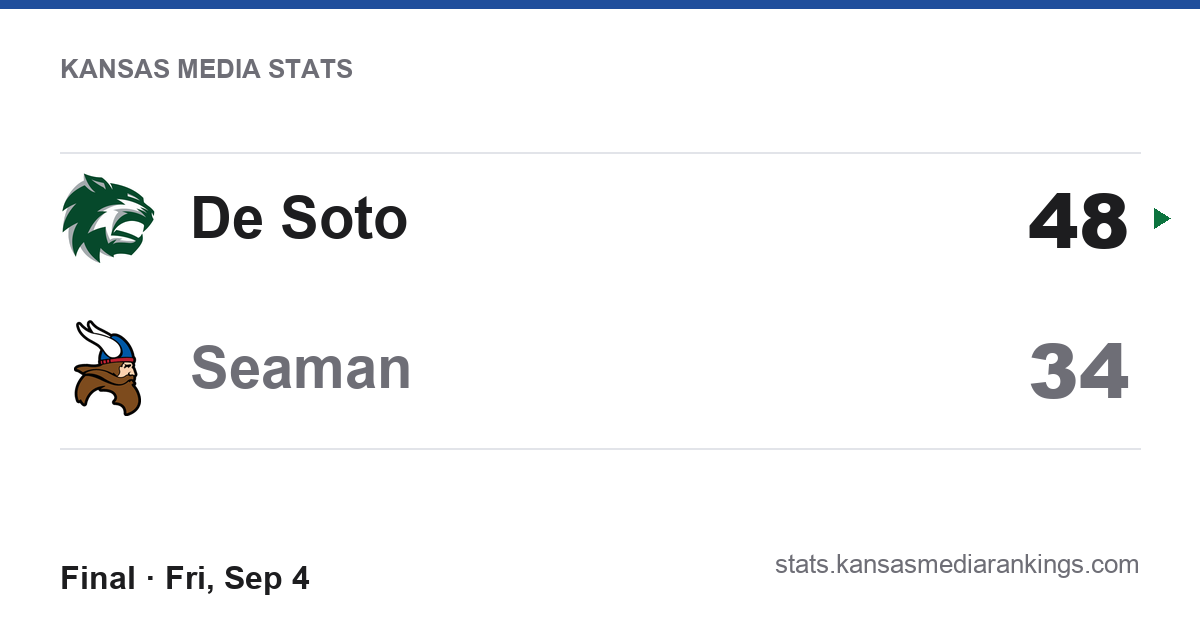 KANSAS MEDIA STATS
De Soto 48
Seaman 34
Final · Fri, Sep 4
stats.kansasmediarankings.com